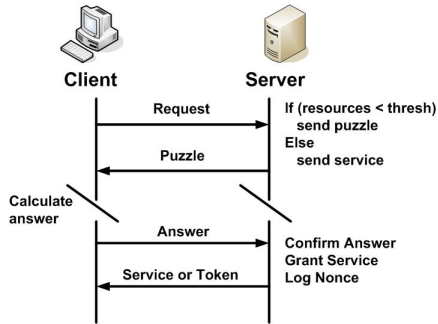 Client
Server
Request
If (resources < thresh)
send puzzle
Else
send service
Puzzle
Calculate
answer
Answer
Confirm Answer
Grant Service
Log Nonce
Service or Token